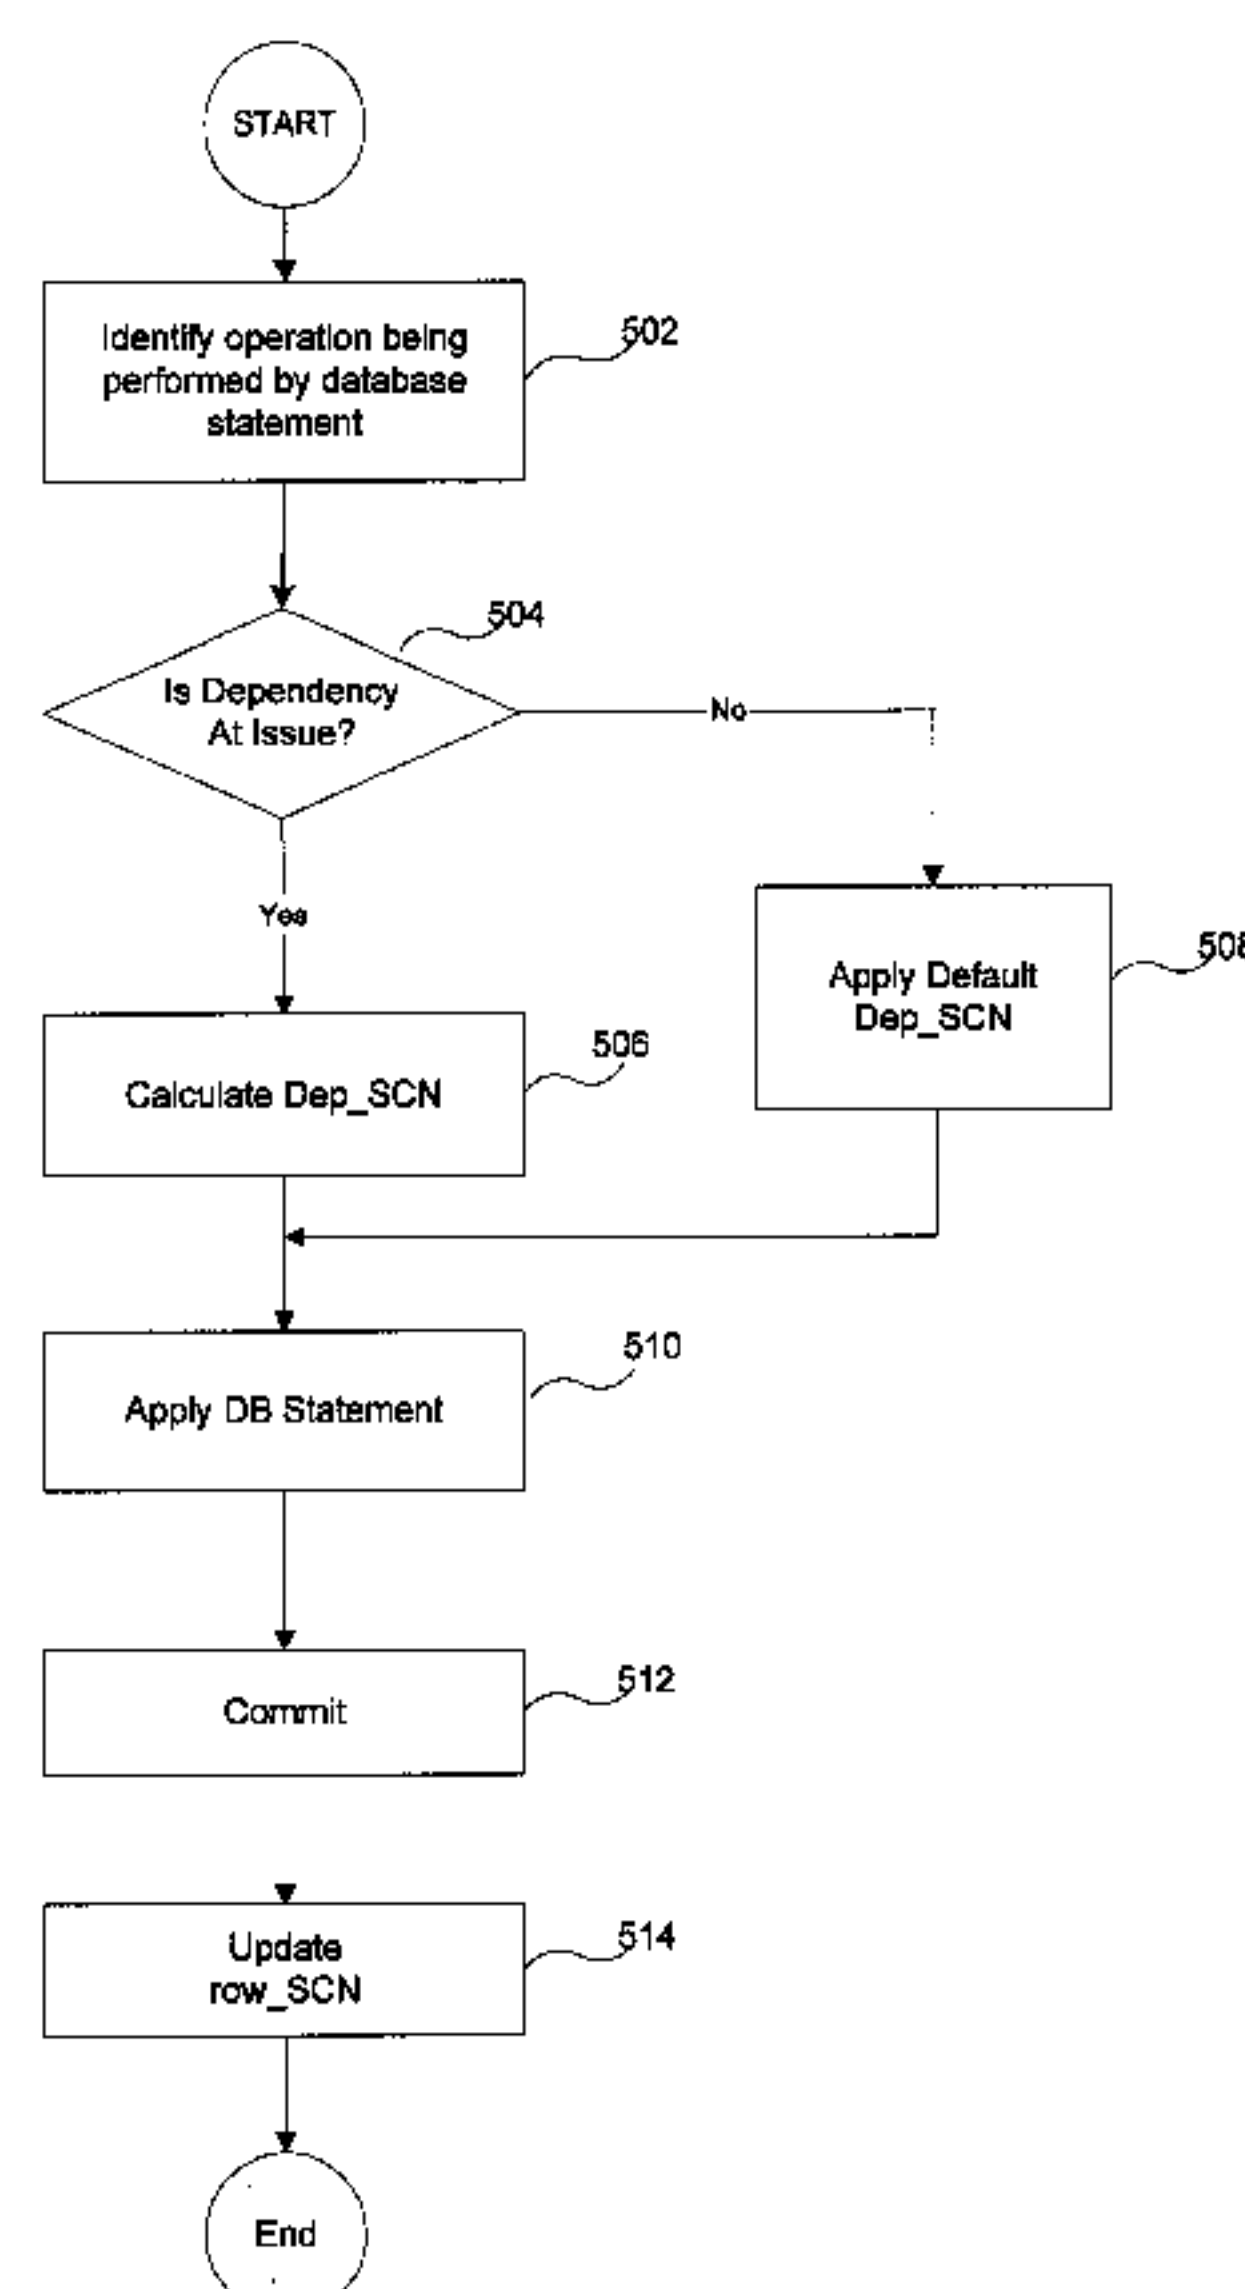 START
Identify operation being
performed by database
statement
502
504
Is Dependency
At Issue?
No
Yes
508
Apply Default
Dep_SCN
506
Calculate Dep_SCN
510
Apply DB Statement
512
Commit
514
Update
row_SCN
End